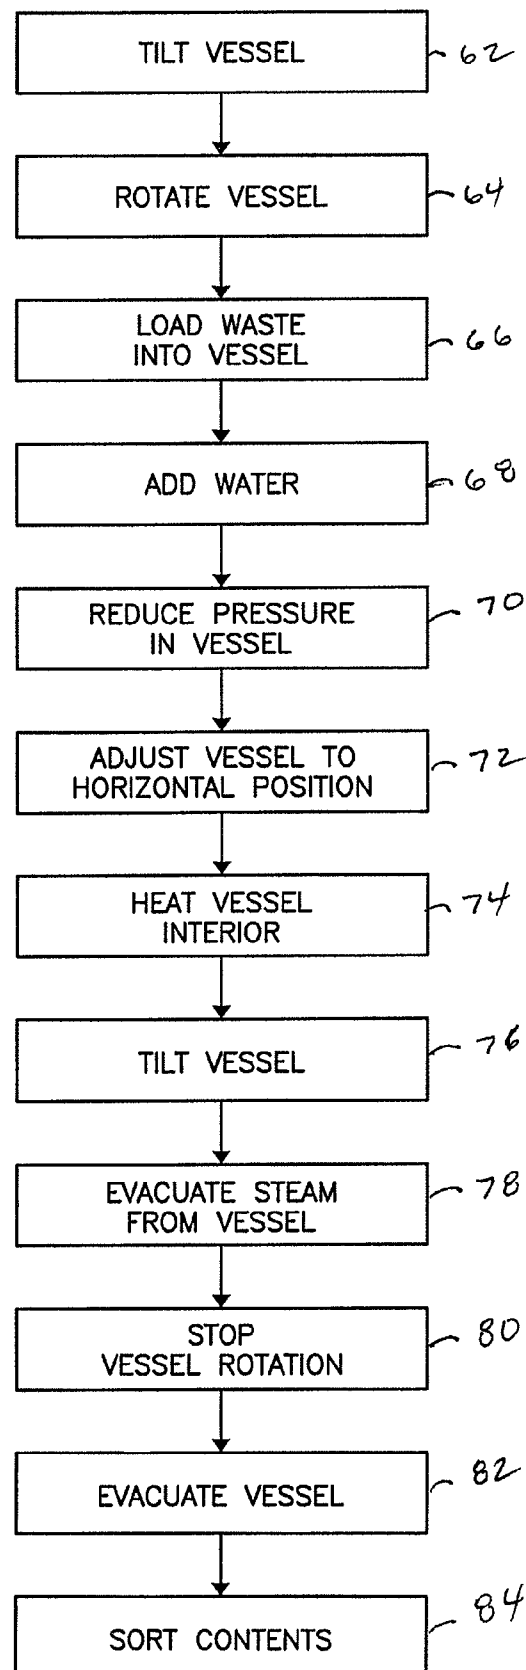 TILT VESSEL
62
ROTATE VESSEL
64
LOAD WASTE
INTO VESSEL
66
ADD WATER
68
REDUCE PRESSURE
IN VESSEL
70
ADJUST VESSEL TO
HORIZONTAL POSITION
72
HEAT VESSEL
INTERIOR
74
TILT VESSEL
76
EVACUATE STEAM
FROM VESSEL
78
STOP
VESSEL ROTATION
80
EVACUATE VESSEL
82
SORT CONTENTS
84